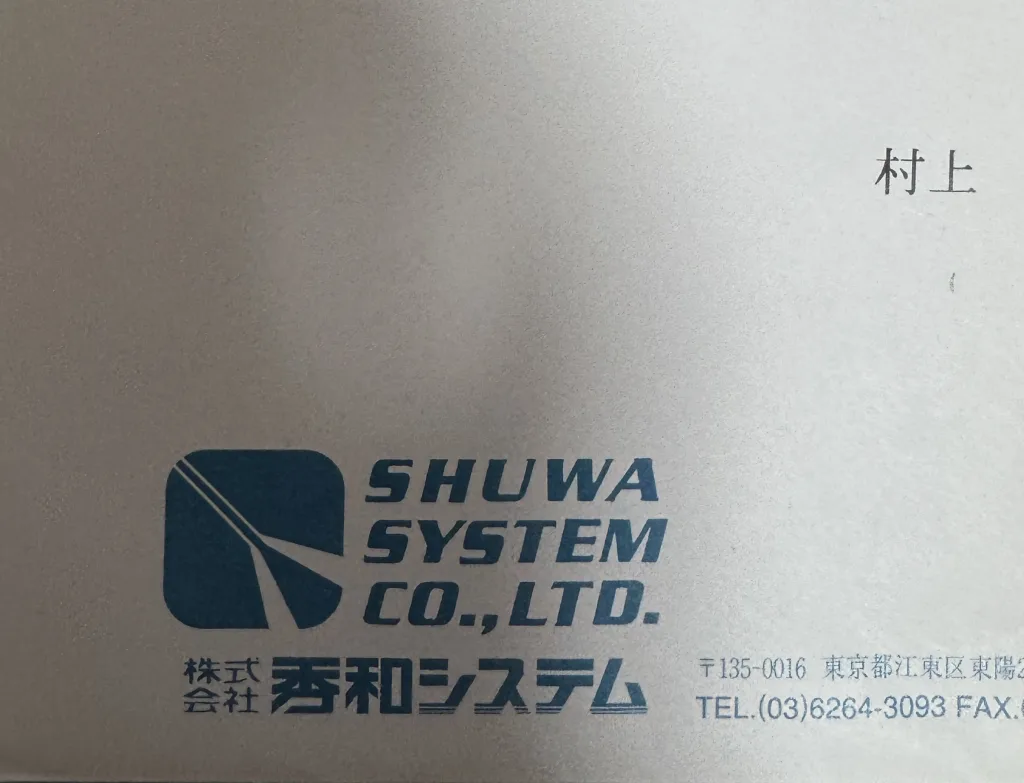 村上
SHUWA
SYSTEM
CO.,LTD.
株式会社 秀和システム
〒135-0016 東京都江東区東陽2
TEL.(03)6264-3093 FAX.